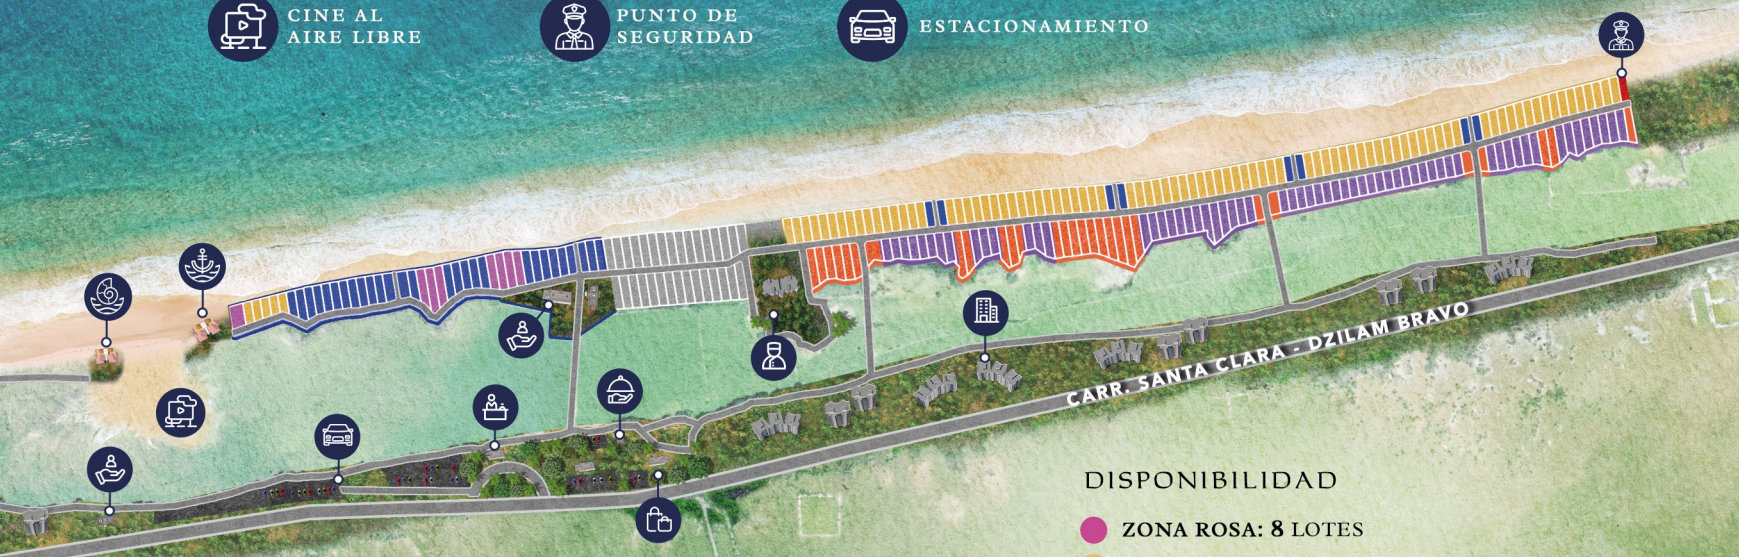 CINE AL
AIRE LIBRE
PUNTO DE
SEGURIDAD
ESTACIONAMIENTO
CARR. SANTA CLARA - DZILAM BRAVO
DISPONIBILIDAD
ZONA ROSA: 8 LOTES